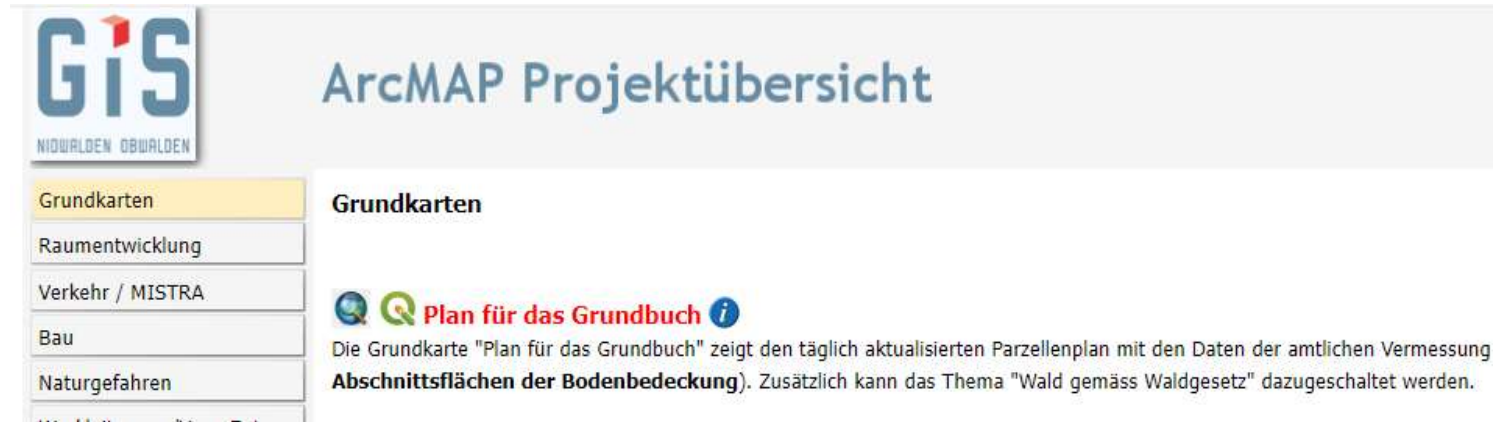 GiS
NIDWALDEN OBWALDEN
ArcMAP Projektübersicht
Grundkarten
Raumentwicklung
Verkehr / MISTRA
Bau
Naturgefahren
Grundkarten
Plan für das Grundbuch i
Die Grundkarte "Plan für das Grundbuch" zeigt den täglich aktualisierten Parzellenplan mit den Daten der amtlichen Vermessung
Abschnittsflächen der Bodenbedeckung). Zusätzlich kann das Thema "Wald gemäss Waldgesetz" dazugeschaltet werden.